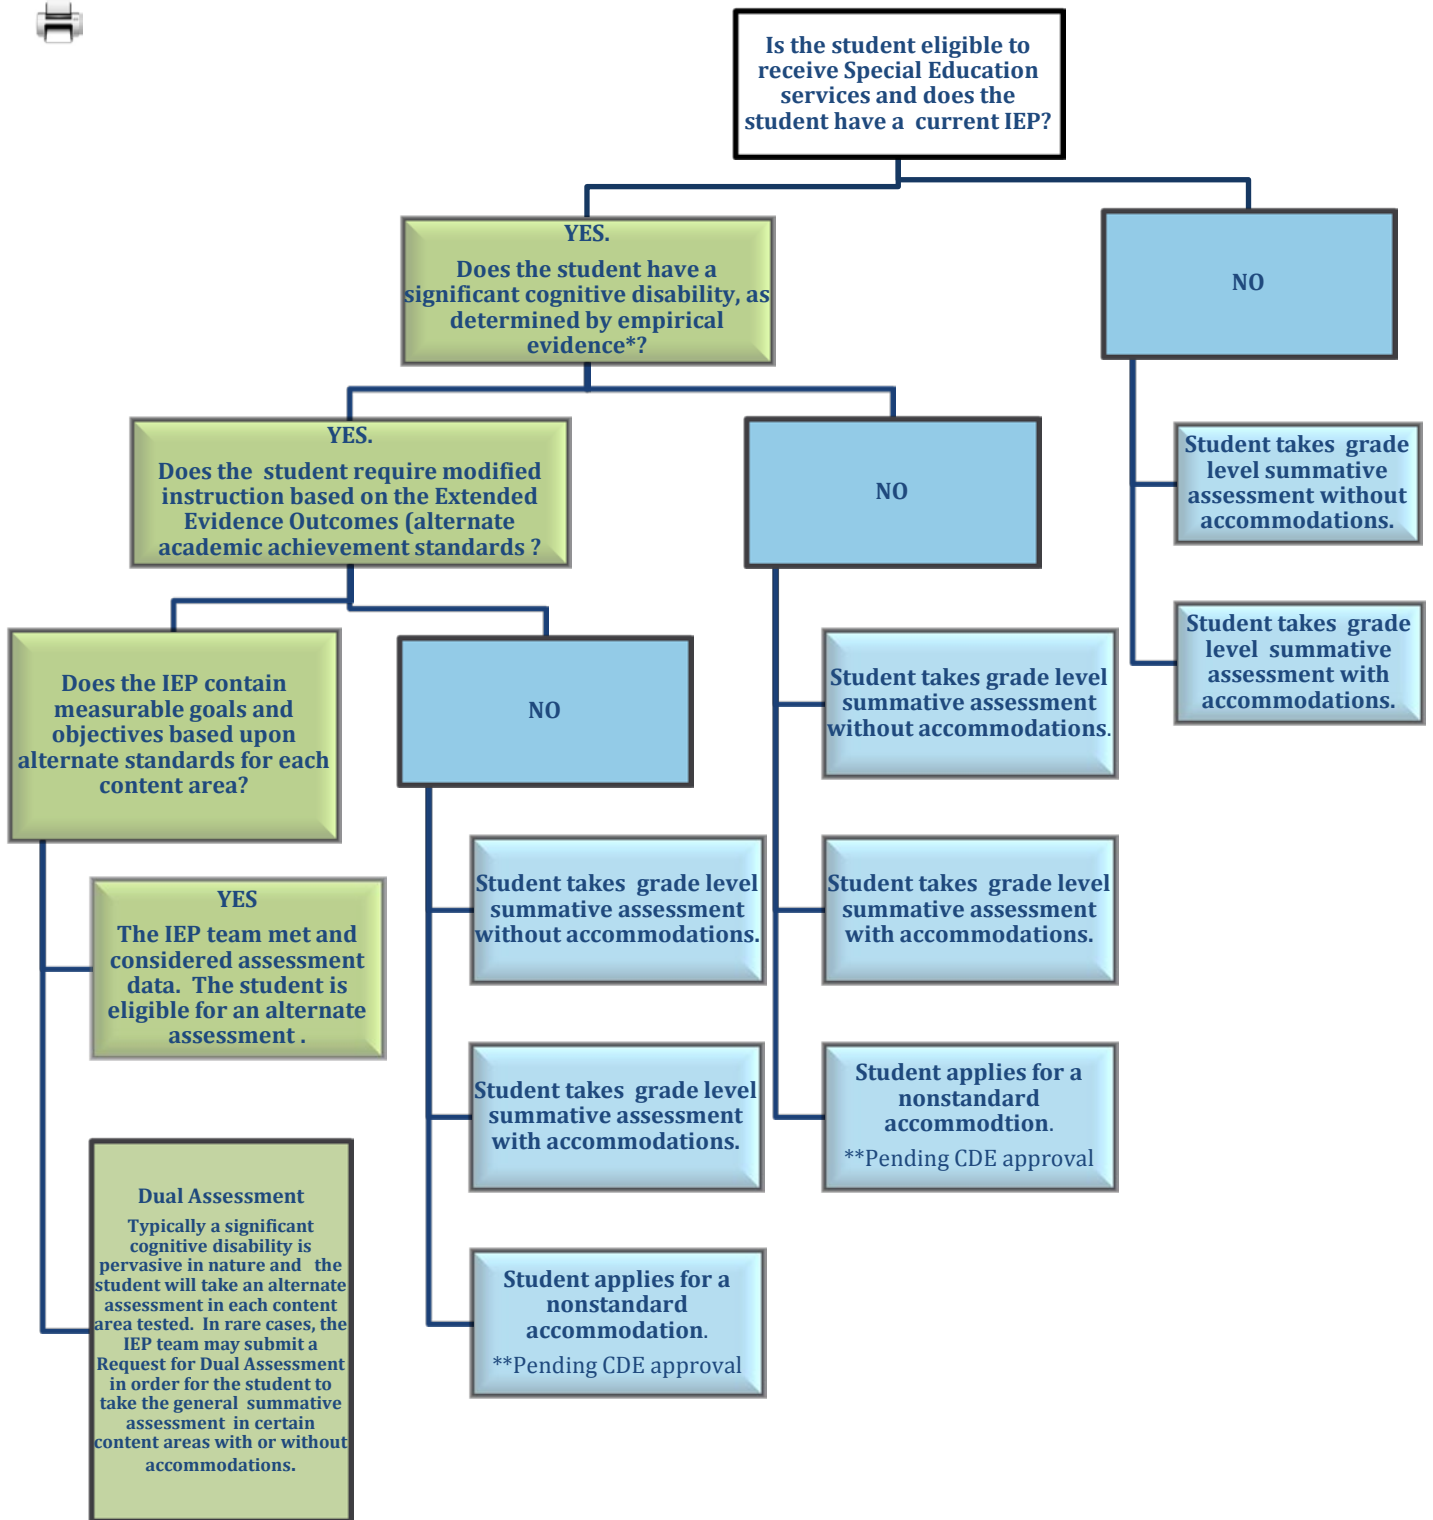 Is the student eligible to
receive Special Education
services and does the
student have a current IEP?
YES.
Does the student have a
significant cognitive disability, as
determined by empirical
evidence*?
NO
YES.
Does the student require modified
instruction based on the Extended
Evidence Outcomes (alternate
academic achievement standards ?
NO
Student takes grade
level summative
assessment without
accommodations.
Student takes grade
level summative
assessment with
accommodations.
Does the IEP contain
measurable goals and
objectives based upon
alternate standards for each
content area?
NO
Student takes grade level
summative assessment
without accommodations.
YES
The IEP team met and
considered assessment
data. The student is
eligible for an alternate
assessment .
Student takes grade level
summative assessment
without accommodations.
Student takes grade level
summative assessment
with accommodations.
Student takes grade level
summative assessment
with accommodations.
Student applies for a
nonstandard
accommodtion.
**Pending CDE approval
Dual Assessment
Typically a significant
cognitive disability is
pervasive in nature and the
student will take an alternate
assessment in each content
area tested. In rare cases, the
IEP team may submit a
Request for Dual Assessment
in order for the student to
take the general summative
assessment in certain
content areas with or without
accommodations.
Student applies for a
nonstandard
accommodation.
**Pending CDE approval